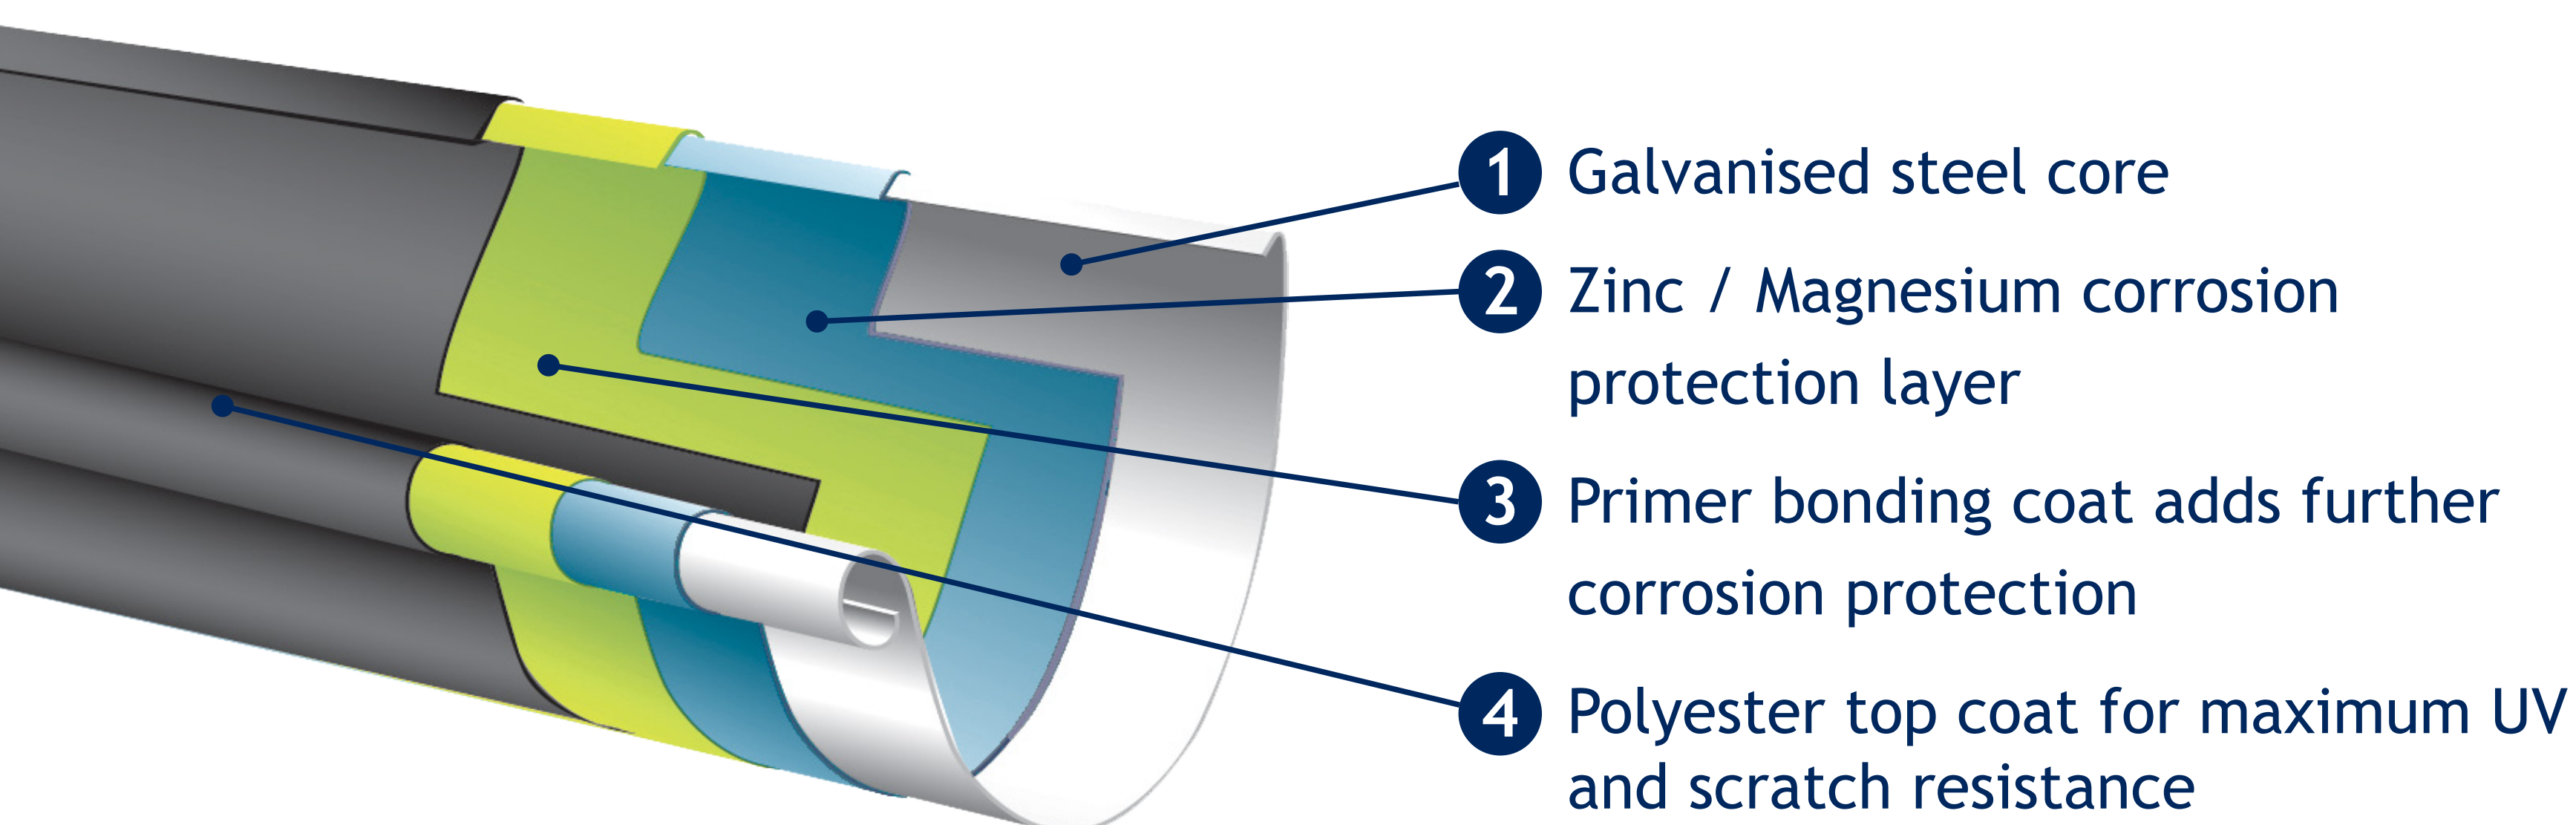 1 Galvanised steel core
2 Zinc / Magnesium corrosion
protection layer
3 Primer bonding coat adds further
corrosion protection
4 Polyester top coat for maximum UV
and scratch resistance